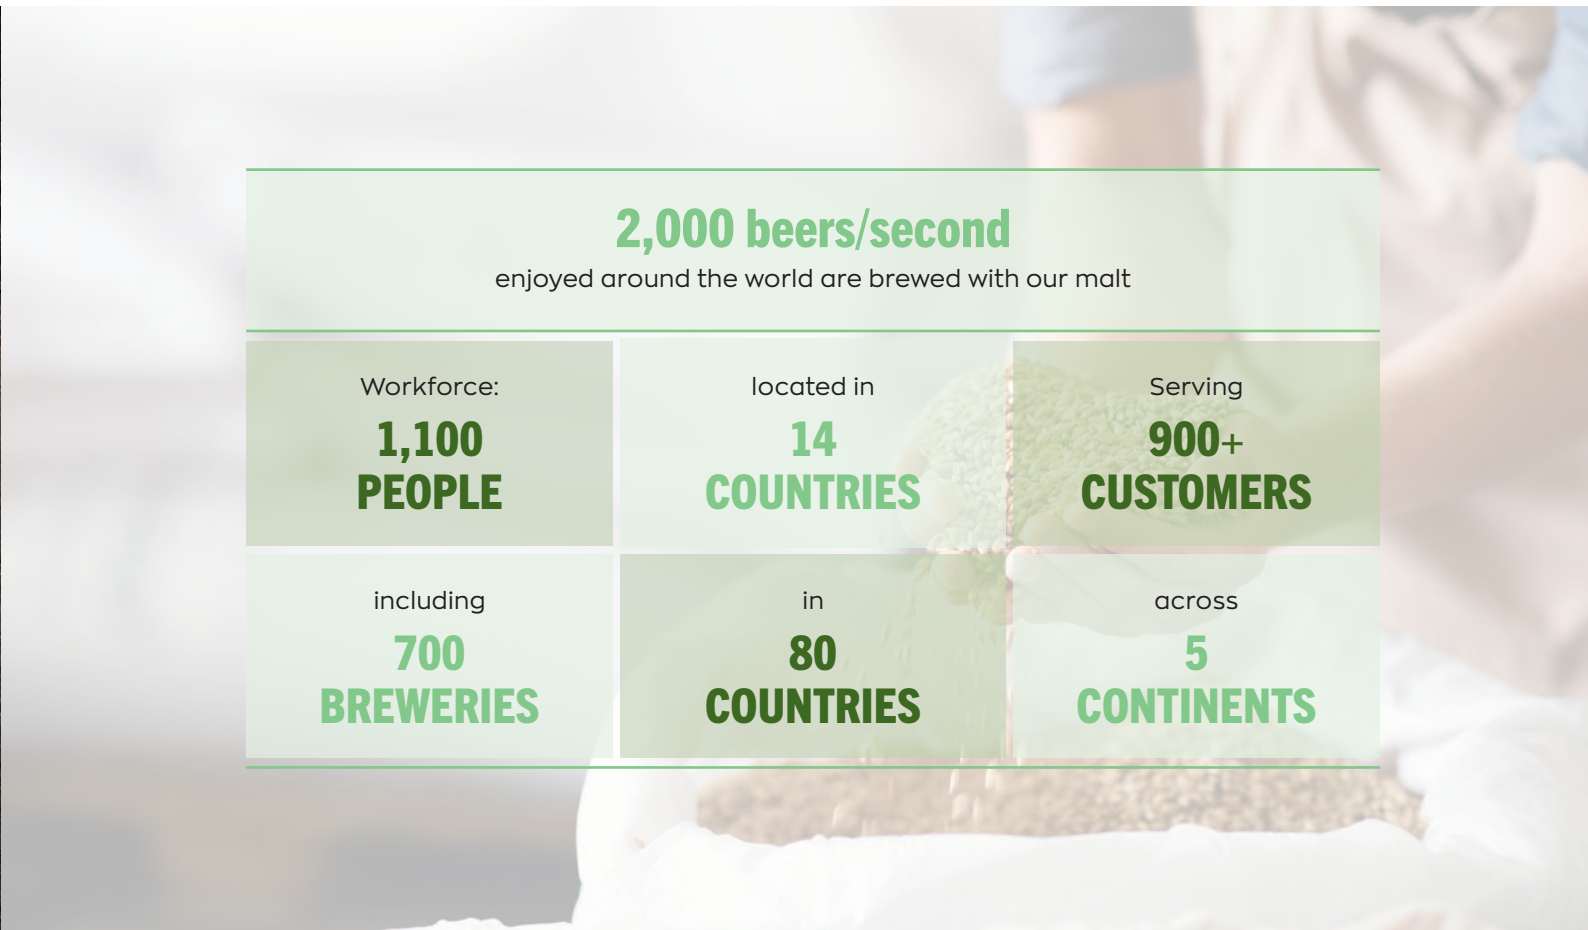 2,000 beers/second
enjoyed around the world are brewed with our malt
Workforce:
1,100
PEOPLE
located in
14
COUNTRIES
Serving
900+
CUSTOMERS
including
700
BREWERIES
in
80
COUNTRIES
across
5
CONTINENTS